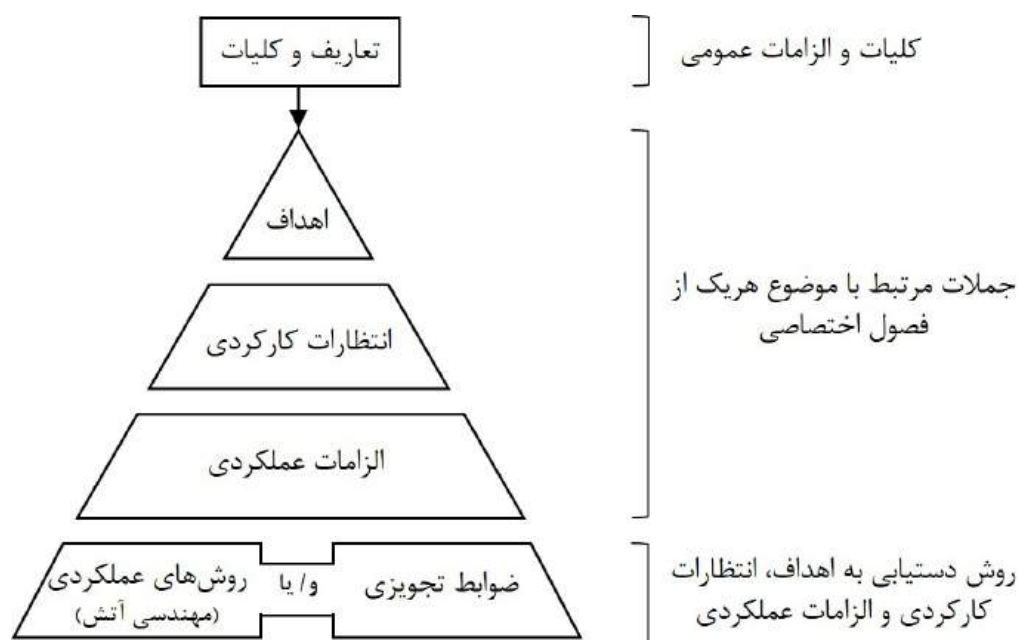 تعاریف و کلیات
کلیات و الزامات عمومی
اهداف
انتظارات کارکردی
الزامات عملکردی
جملات مرتبط با موضوع هریک از
فصول اختصاصی
ضوابط تجویزی
و/یا
روش‌های عملکردی
(مهندسی آتش)
روش دستیابی به اهداف، انتظارات
کارکردی و الزامات عملکردی